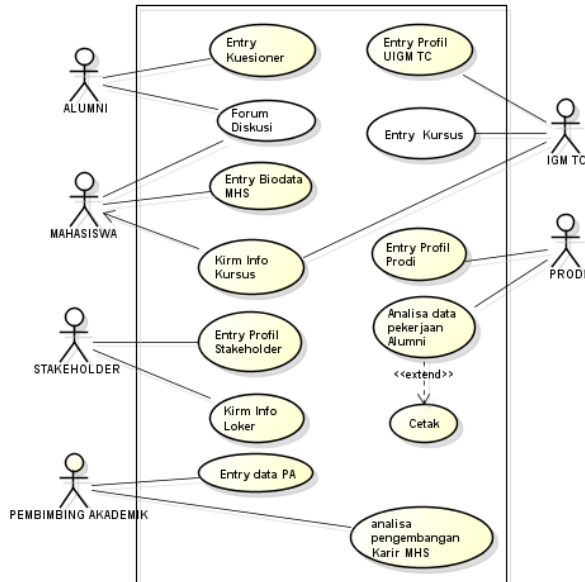 Entry
Kuesioner
Entry Profil
UIGM TC
ALUMNI
Forum
Diskusi
Entry Kursus
IGM TC
Entry Biodata
MHS
MAHASISWA
Kirm Info
Kursus
Entry Profil
Prodi
PRODI
Analisa data
pekerjaan
Alumni
Entry Profil
Stakeholder
STAKEHOLDER
<<extend>>
Kirm Info
Loker
Cetak
Entry data PA
PEMBIMBING AKADEMIK
analisa
pengembangan
Karir MHS